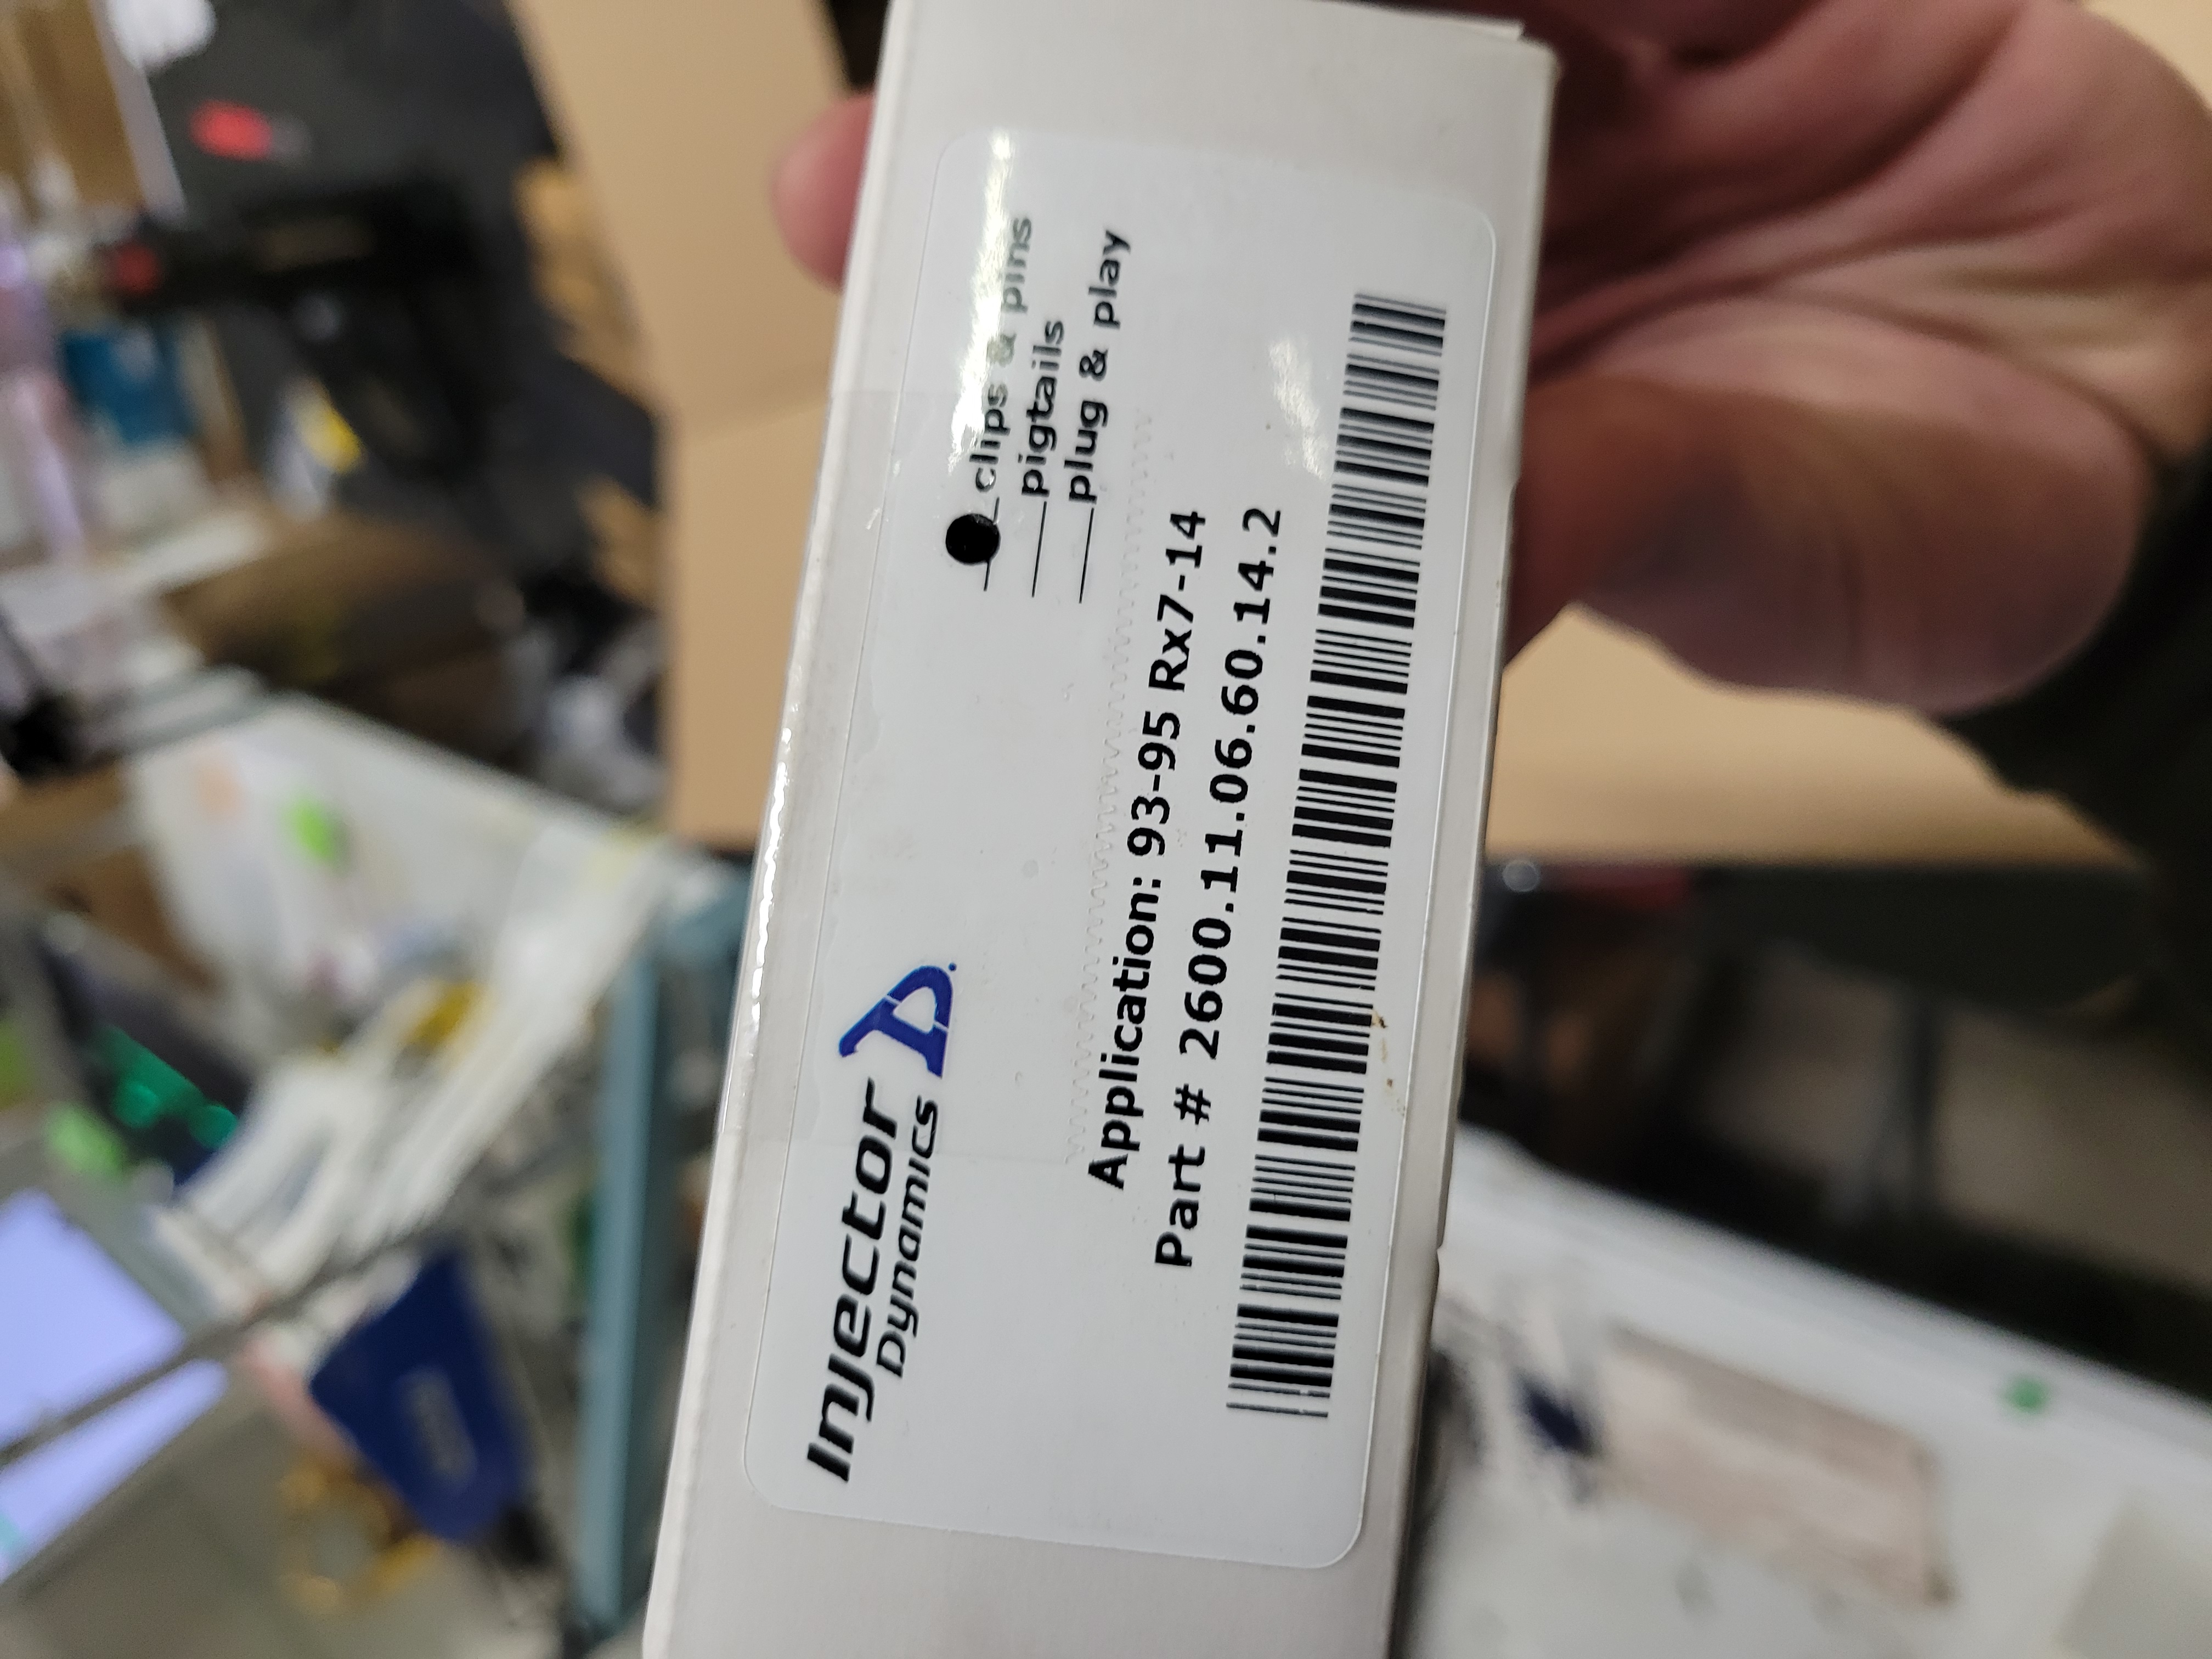 Injector
Dynamics
ID
clips & pins
pigtails
plug & play
Application: 93-95 Rx7-14
Part # 2600.11.06.60.14.2